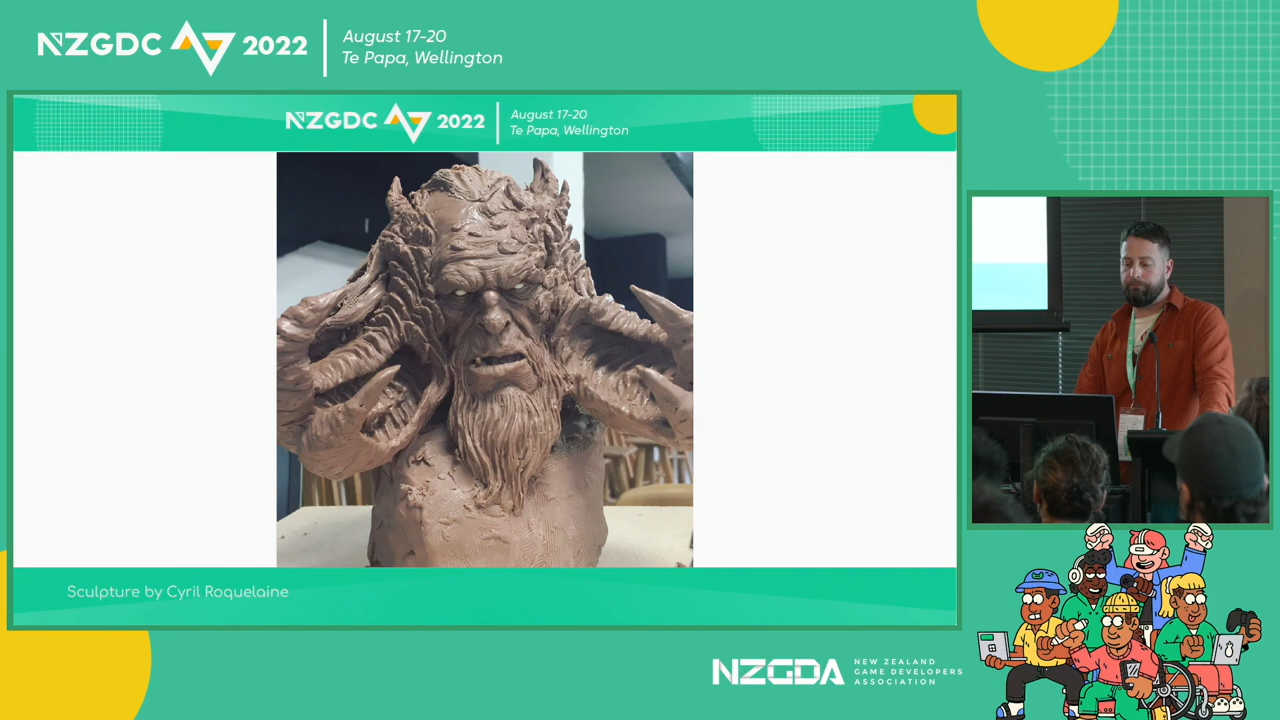 NZGDC 2022
August 17-20
Te Papa, Wellington
NZGDC 2022
August 17-20
Te Papa, Wellington
Sculpture by Cyril Roquelaine
NZGDA NEW ZEALAND
GAME DEVELOPERS
ASSOCIATION